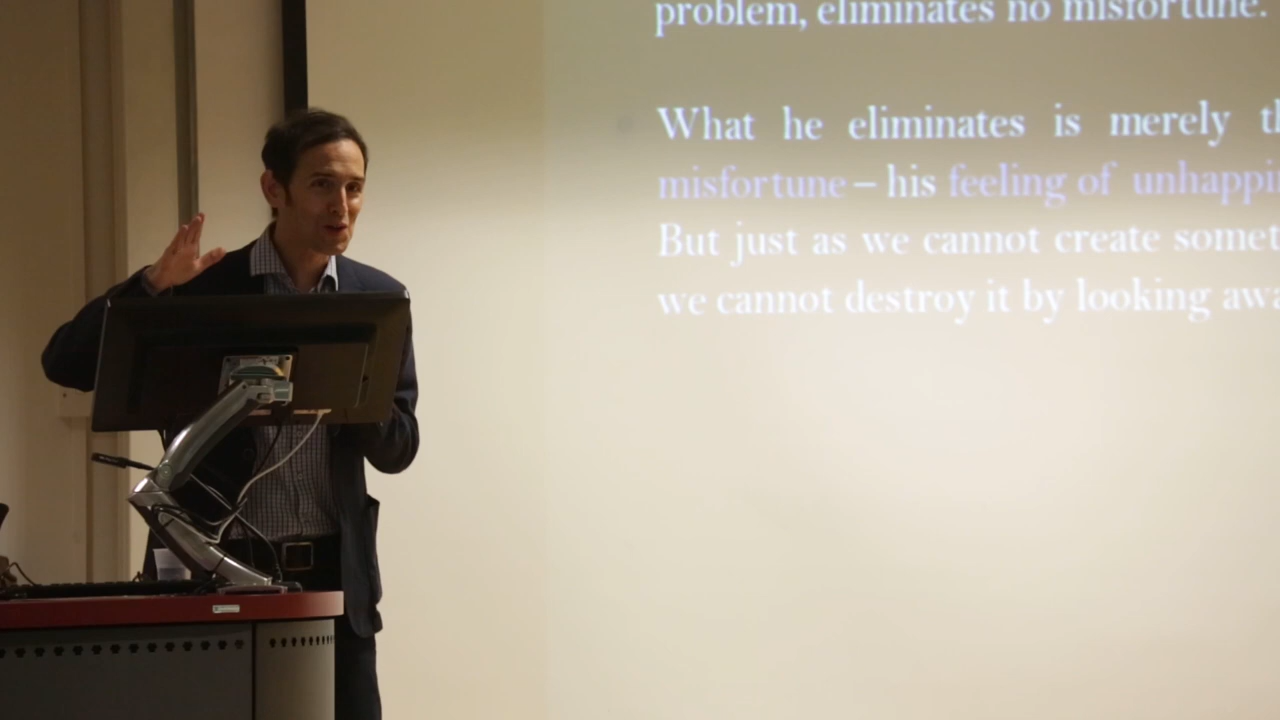 problem, eliminates no misfortune.
What he eliminates is merely
misfortune – his feeling of
But just as we cannot create
we cannot destroy it by looking